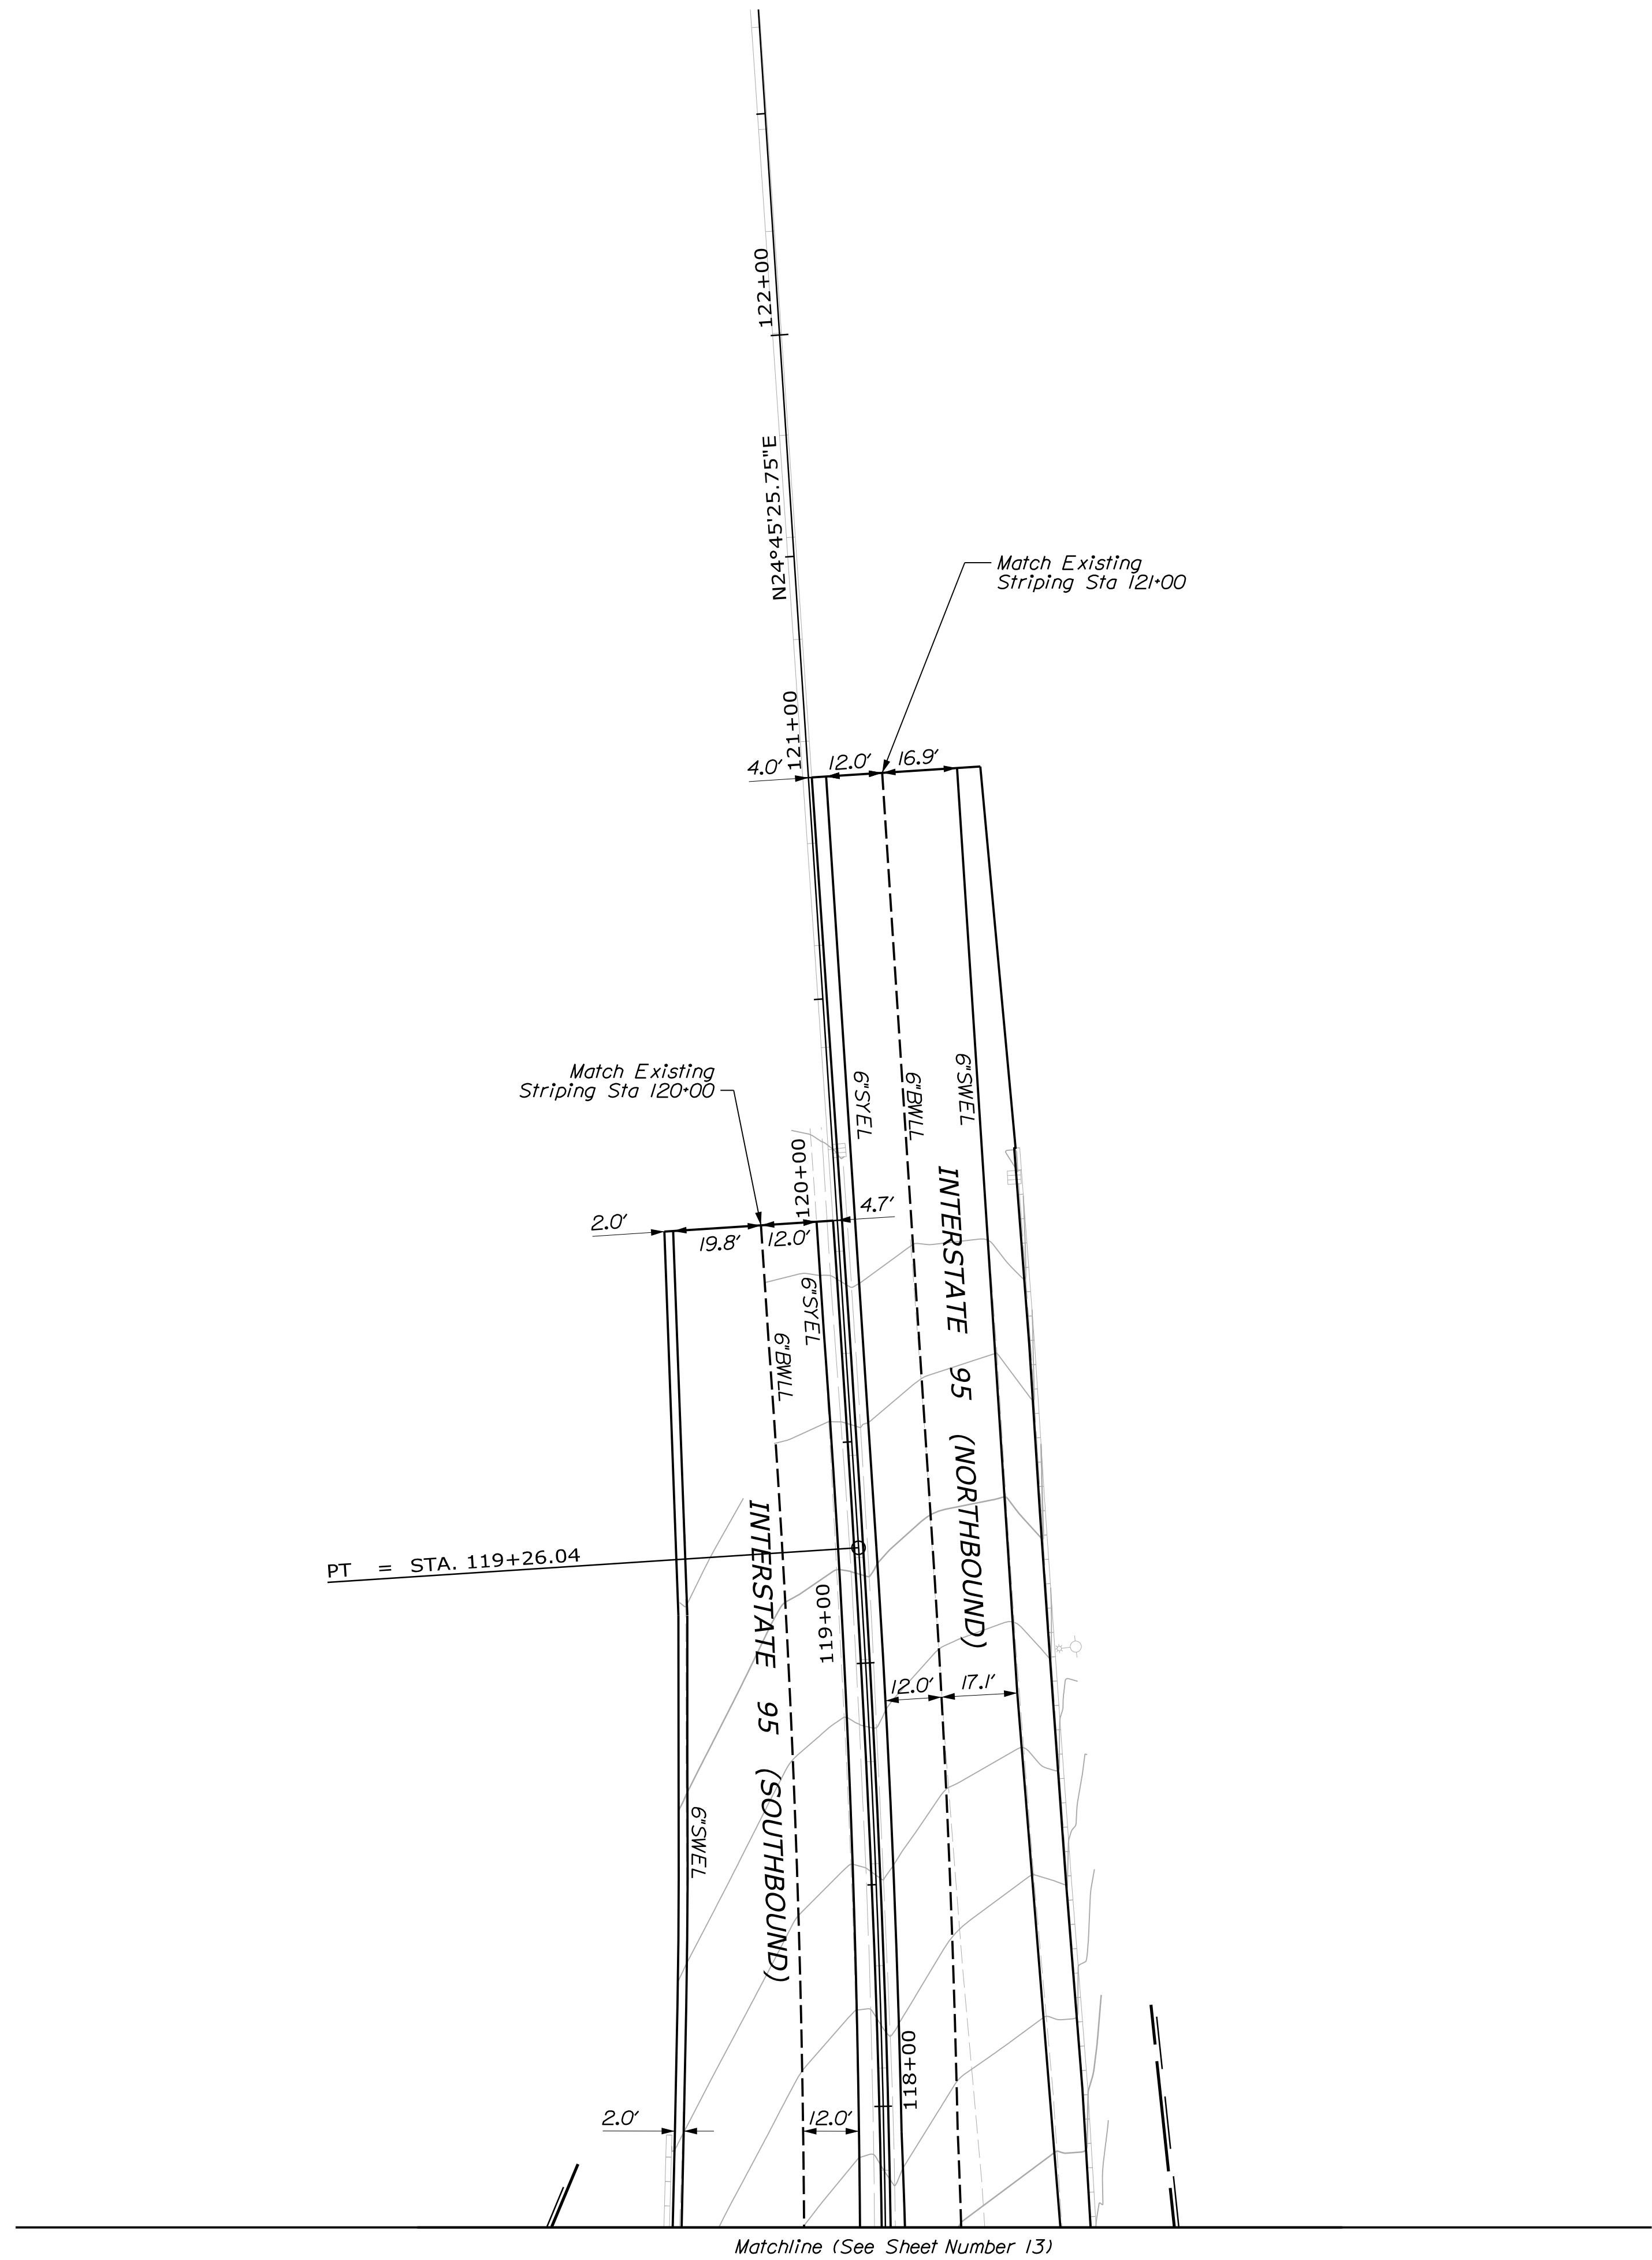 122+00
N24°45'25.75"E
Match Existing
Striping Sta 121+00
121+00
4.0'
12.0'
16.9'
Match Existing
Striping Sta 120+00
6"SYEL
6"BWLL
6"SWEL
120+00
2.0'
19.8'
12.0'
4.7'
INTERSTATE 95 (NORTHBOUND)
6"SYEL
6"BWLL
INTERSTATE 95 (SOUTHBOUND)
PT = STA. 119+26.04
119+00
12.0'
17.1'
6"SWEL
118+00
2.0'
12.0'
Matchline (See Sheet Number 13)